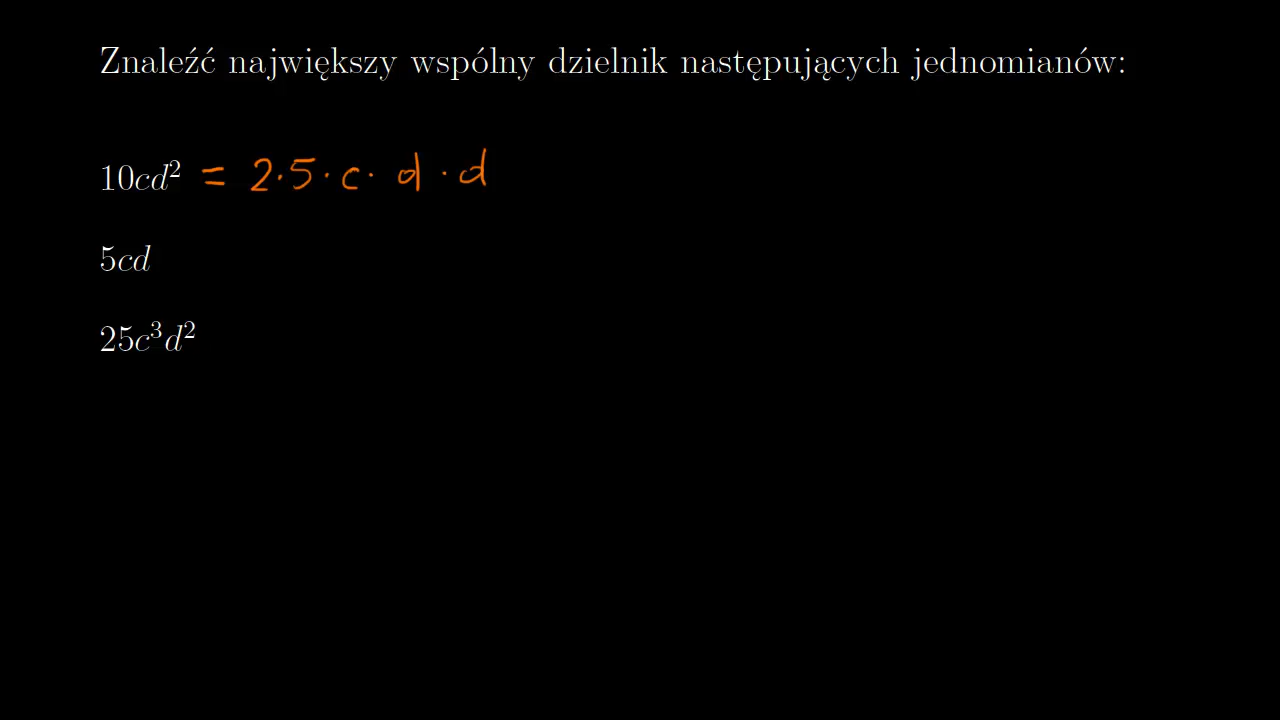 Znaleźć największy wspólny dzielnik następujących jednomianów:
10cd² = 2·5·c·d·d
5cd
25c³d²